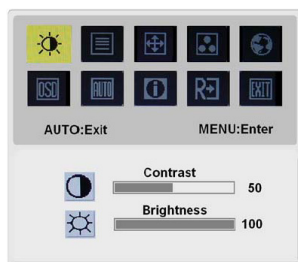 OSD AUTO i R EXIT
AUTO:Exit MENU:Enter
Contrast
50
Brightness
100